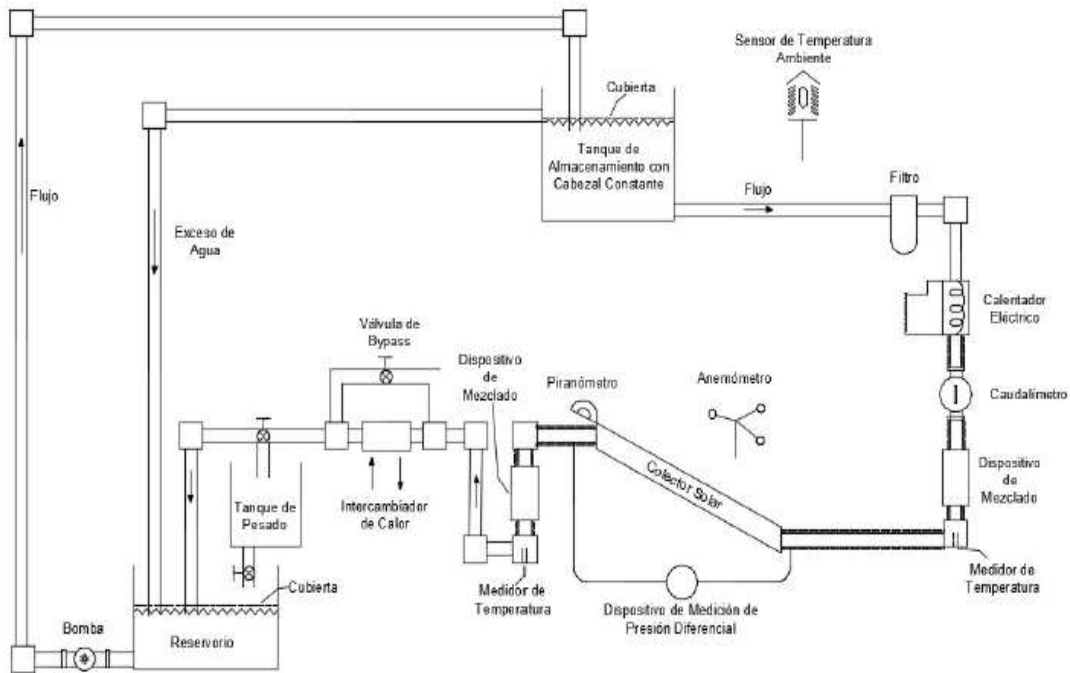 Sensor de Temperatura
Ambiente
Cubierta
Tanque de
Almacenamiento con
Cabezal Constante
Flujo
Filtro
Flujo
Exceso de
Agua
Calentador
Eléctrico
Válvula de
Bypass
Dispositivo
de
Mezclado
Piranómetro
Anemómetro
Caudalímetro
Colector Solar
Dispositivo
de
Mezclado
Tanque de
Pesado
Intercambiador
de Calor
Medidor de
Temperatura
Medidor de
Temperatura
Cubierta
Dispositivo de Medición de
Presión Diferencial
Bomba
Reservorio